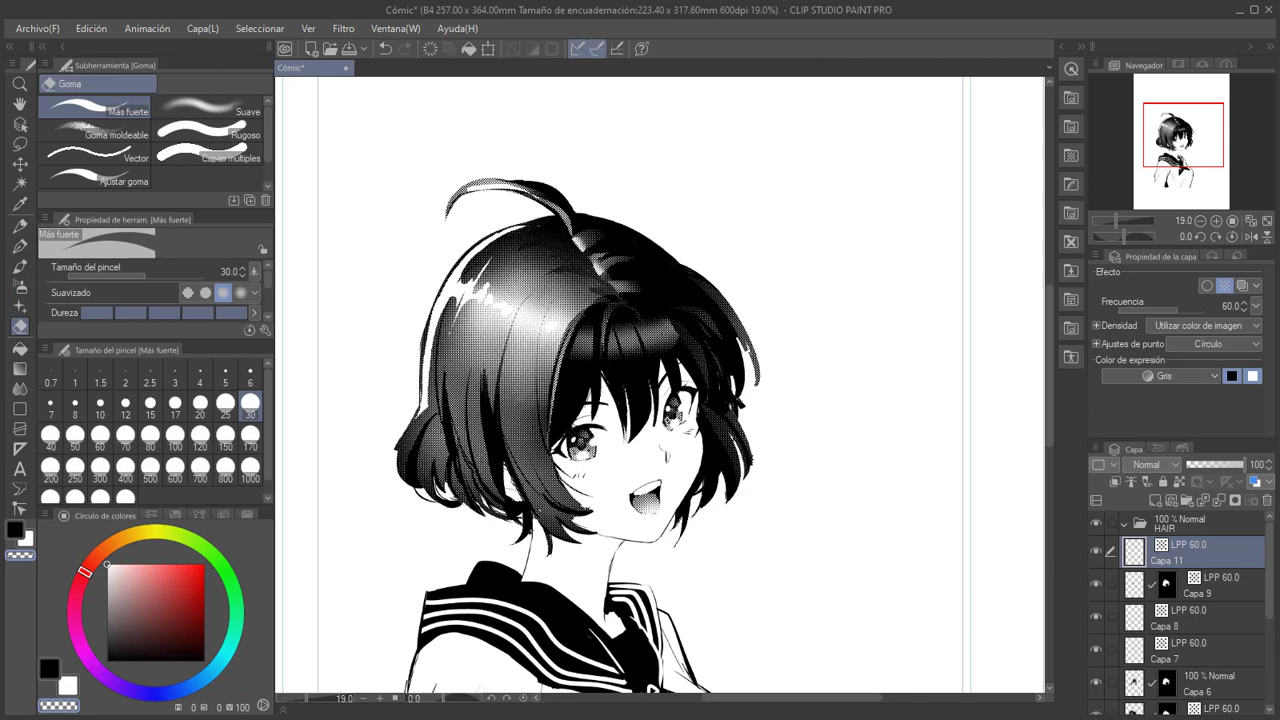 Cómic* (B4 257.00 x 364.00mm Tamaño de encuadernación:223.40 x 317.60mm 600dpi 19.0%) - CLIP STUDIO PAINT PRO
Archivo(F) Edición Animación Capa(L) Seleccionar Ver Filtro Ventana(W) Ayuda(H)
Subherramienta [Goma]
Goma
Más fuerte Suave
Goma moldeable Rugoso
Vector Capas múltiples
Ajustar goma
Propiedad de herram. [Más fuerte]
Más fuerte
Tamaño del pincel 30.0
Suavizado
Dureza
Tamaño del pincel [Más fuerte]
0.7 1 1.5 2 2.5 3 4 5 6
7 8 10 12 15 17 20 25 30
40 50 60 70 80 100 120 150 170
200 250 300 400 500 600 700 800 1000
Círculo de colores
0 0 V 100
Cómic*
19.0 0.0
Navegador
19.0
0.0
Propiedad de la capa
Efecto
Frecuencia 60.0
Densidad Utilizar color de imagen
Ajustes de punto Círculo
Color de expresión
Gris
Capa
Normal 100
100 % Normal
HAIR
LPP 60.0
Capa 11
LPP 60.0
Capa 9
LPP 60.0
Capa 8
LPP 60.0
Capa 7
100 % Normal
Capa 6
LPP 60.0